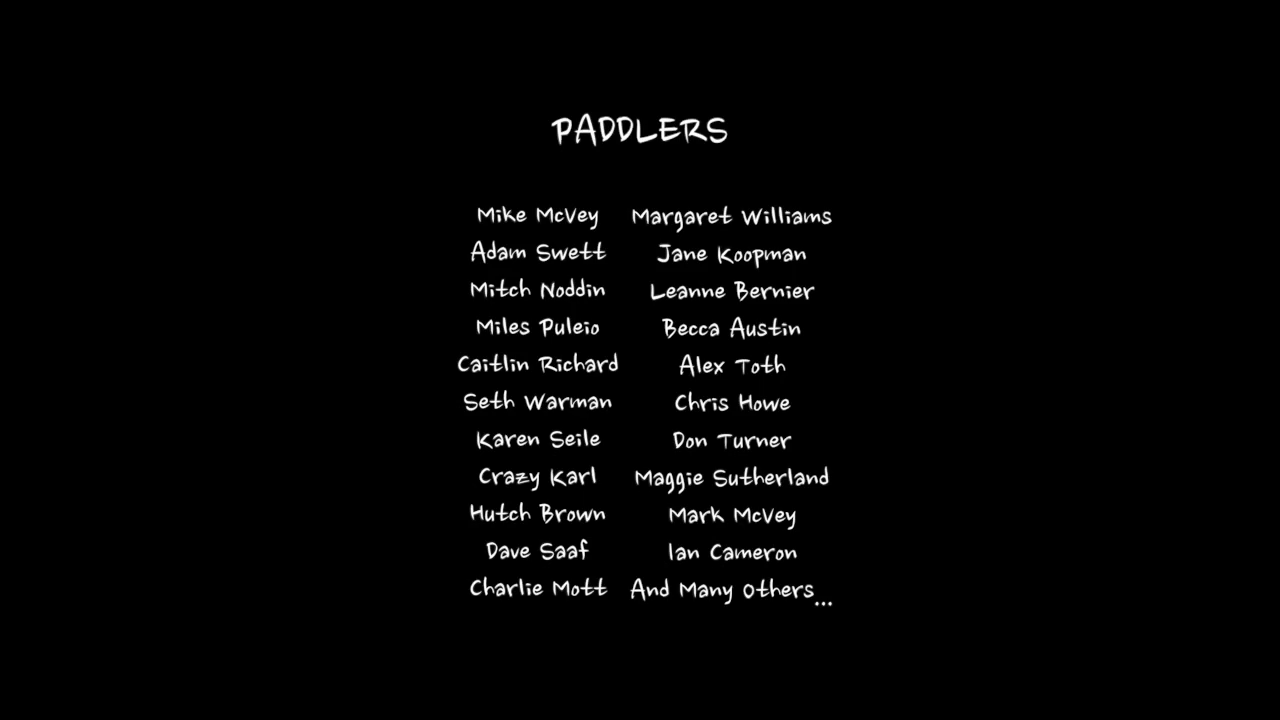 PADDLERS
Mike McVey Margaret Williams
Adam Swett Jane Koopman
Mitch Noddin Leanne Bernier
Miles Puleio Becca Austin
Caitlin Richard Alex Toth
Seth Warman Chris Howe
Karen Seile Don Turner
Crazy Karl Maggie Sutherland
Hutch Brown Mark McVey
Dave Saaf Ian Cameron
Charlie Mott And Many Others...